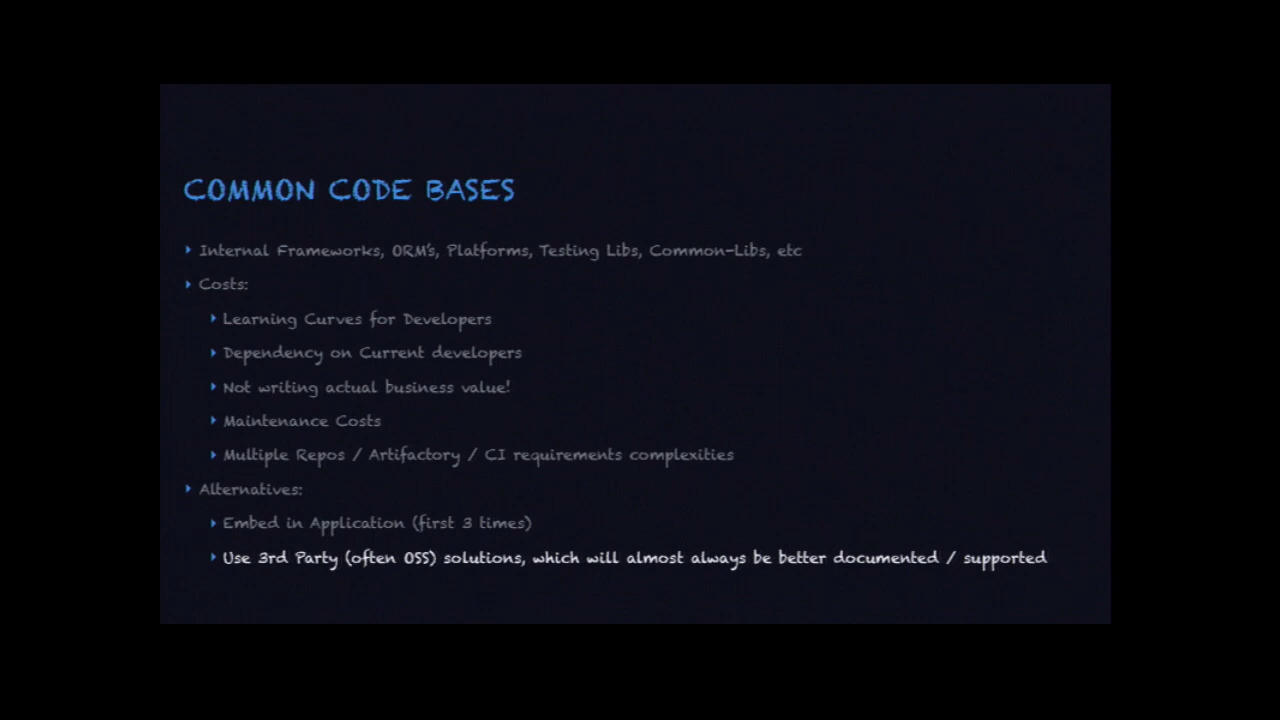 COMMON CODE BASES
Internal Frameworks, ORM's, Platforms, Testing Libs, Common-Libs, etc
Costs:
Learning Curves for Developers
Dependency on Current developers
Not writing actual business value!
Maintenance Costs
Multiple Repos / Artifactory / CI requirements complexities
Alternatives:
Embed in Application (first 3 times)
Use 3rd Party (often OSS) solutions, which will almost always be better documented / supported